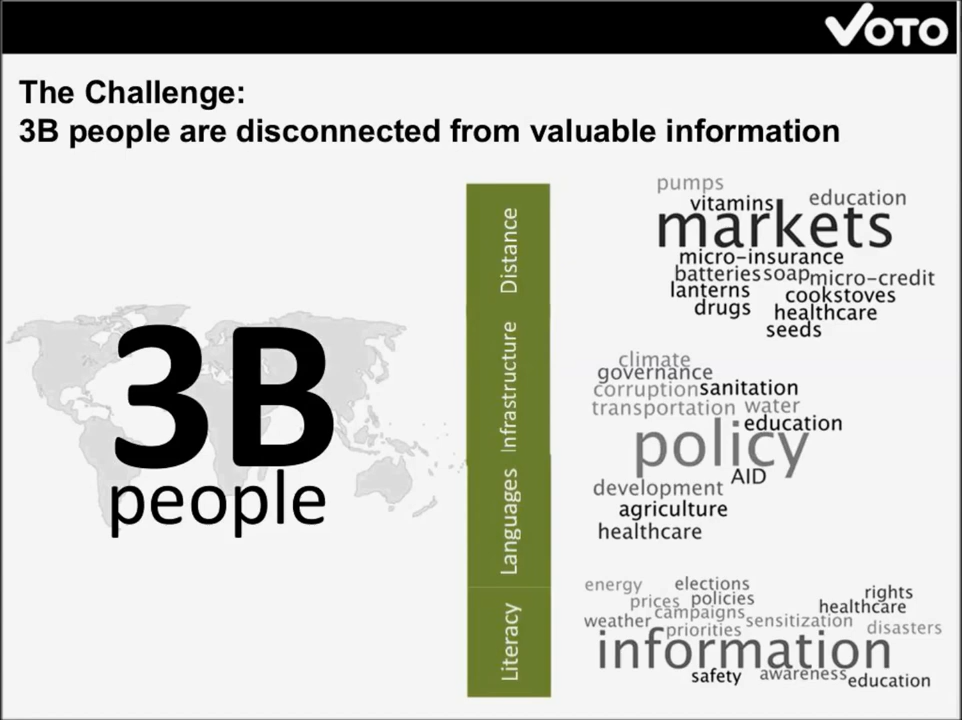 VOTO
The Challenge:
3B people are disconnected from valuable information
3B
people
Distance
Infrastructure
Languages
Literacy
pumps
vitamins education
markets
micro-insurance
batteries soap micro-credit
lanterns cookstoves
drugs healthcare
seeds
climate
governance
corruption sanitation
transportation water
education
policy
AID
development
agriculture
healthcare
energy elections rights
prices policies healthcare
weather campaigns sensitization disasters
priorities
information
safety awareness education